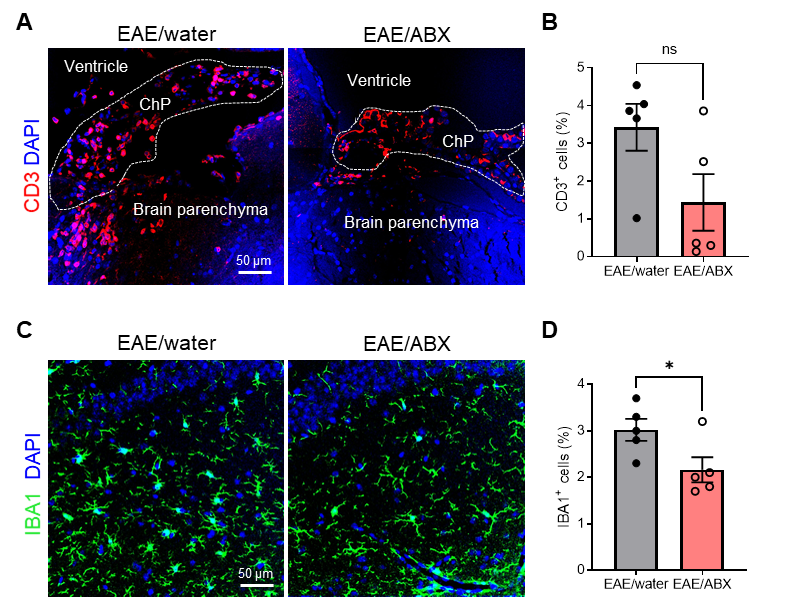 A
EAE/water
EAE/ABX
CD3 DAPI
Ventricle
ChP
Brain parenchyma
50 µm
Ventricle
ChP
Brain parenchyma
B
ns
CD3⁺ cells (%)
5
4
3
2
1
0
EAE/water EAE/ABX
C
EAE/water
EAE/ABX
IBA1 DAPI
50 µm
D
*
IBA1⁺ cells (%)
4
3
2
1
0
EAE/water EAE/ABX